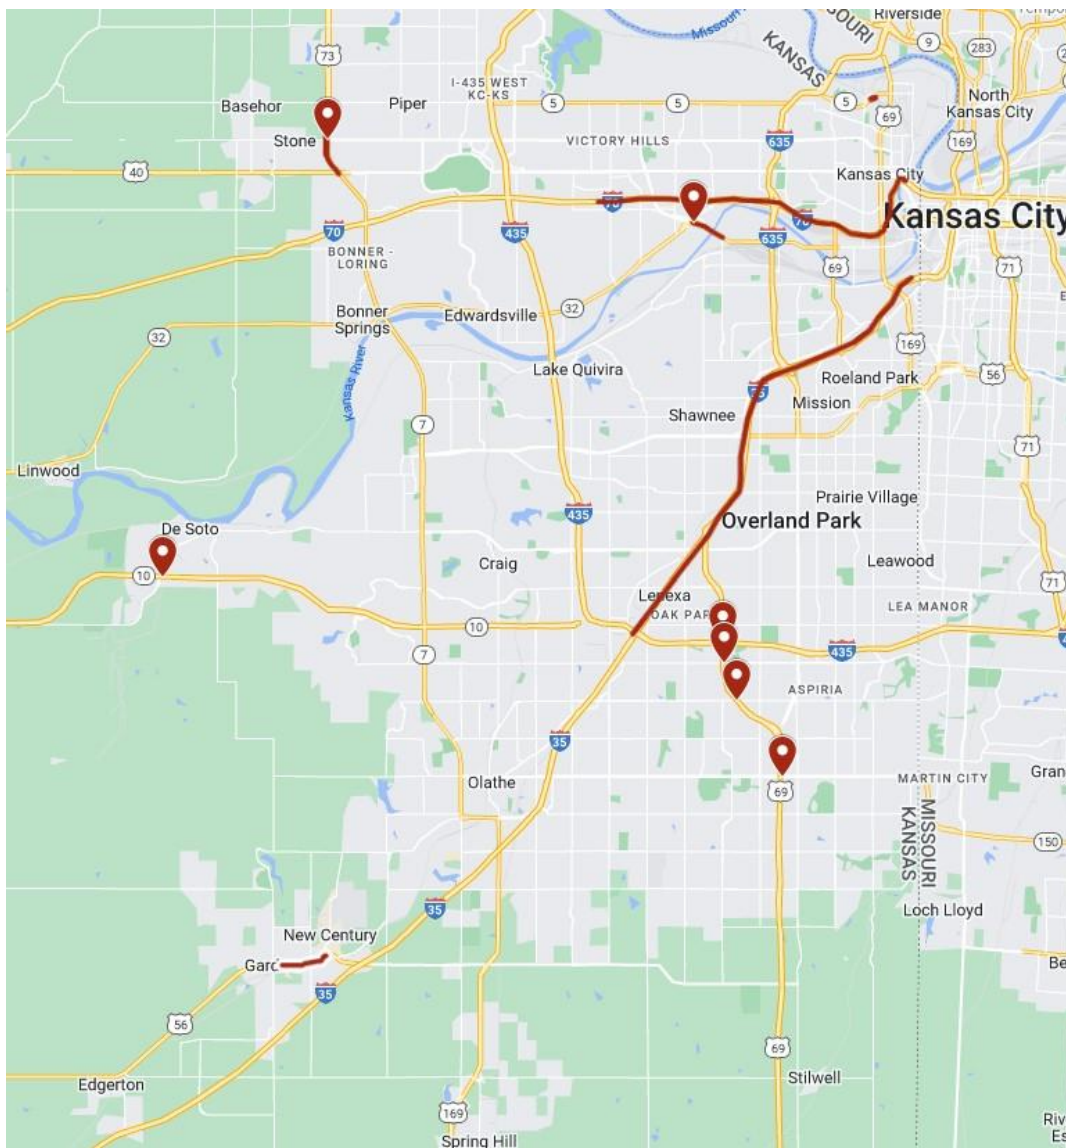 Riverside
MISSOURI
KANSAS
9
283
73
I-435 WEST
KC-KS
Basehor
Piper
5
5
5
69
North
Kansas City
Stone
VICTORY HILLS
635
169
40
Kansas City
70
70
Kansas City
70
435
635
69
71
BONNER -
LORING
Bonner
Springs
Edwardsville
32
32
Kansas River
Lake Quivira
169
56
Roeland Park
Mission
Shawnee
7
71
Linwood
435
Prairie Village
Overland Park
De Soto
Craig
Leawood
10
71
Lenexa
LEA MANOR
10
435
7
ASPIRIA
35
Olathe
69
MARTIN CITY
MISSOURI
KANSAS
150
35
Loch Lloyd
New Century
Gard
35
56
69
Edgerton
Stilwell
169
Spring Hill